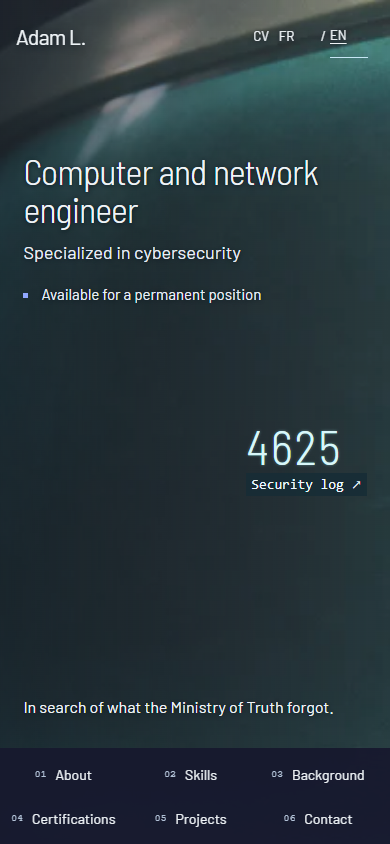 Adam L.
CV FR / EN
Computer and network
engineer
Specialized in cybersecurity
Available for a permanent position
4625
Security log ↗
In search of what the Ministry of Truth forgot.
01 About 02 Skills 03 Background
04 Certifications 05 Projects 06 Contact